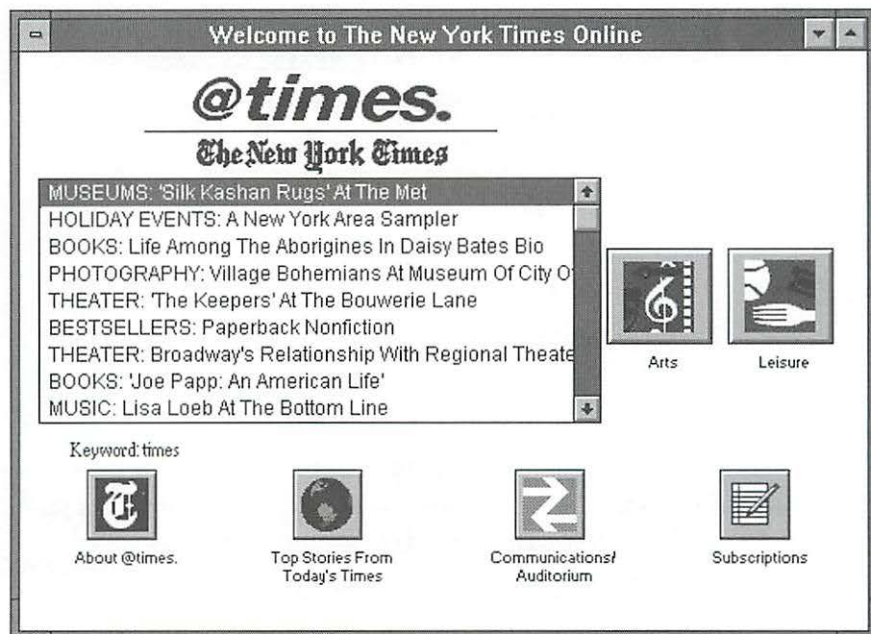 Welcome to The New York Times Online
@times.
The New York Times
MUSEUMS: 'Silk Kashan Rugs' At The Met
HOLIDAY EVENTS: A New York Area Sampler
BOOKS: Life Among The Aborigines In Daisy Bates Bio
PHOTOGRAPHY: Village Bohemians At Museum Of City O
THEATER: 'The Keepers' At The Bouwerie Lane
BESTSELLERS: Paperback Nonfiction
THEATER: Broadway's Relationship With Regional Theate
BOOKS: 'Joe Papp: An American Life'
MUSIC: Lisa Loeb At The Bottom Line
Arts
Leisure
Keyword: times
T
About @times.
Top Stories From
Today's Times
Communications/
Auditorium
Subscriptions